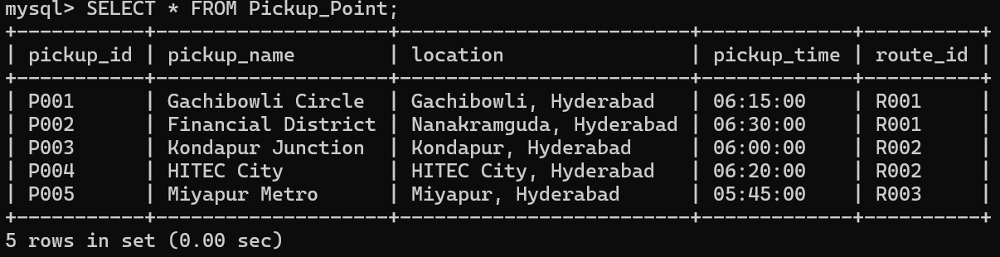 mysql> SELECT * FROM Pickup_Point;
+-----------+--------------------+-------------------------+-------------+----------+
| pickup_id | pickup_name        | location                | pickup_time | route_id |
+-----------+--------------------+-------------------------+-------------+----------+
| P001      | Gachibowli Circle  | Gachibowli, Hyderabad   | 06:15:00    | R001     |
| P002      | Financial District | Nanakramguda, Hyderabad | 06:30:00    | R001     |
| P003      | Kondapur Junction  | Kondapur, Hyderabad     | 06:00:00    | R002     |
| P004      | HITEC City         | HITEC City, Hyderabad   | 06:20:00    | R002     |
| P005      | Miyapur Metro      | Miyapur, Hyderabad      | 05:45:00    | R003     |
+-----------+--------------------+-------------------------+-------------+----------+
5 rows in set (0.00 sec)